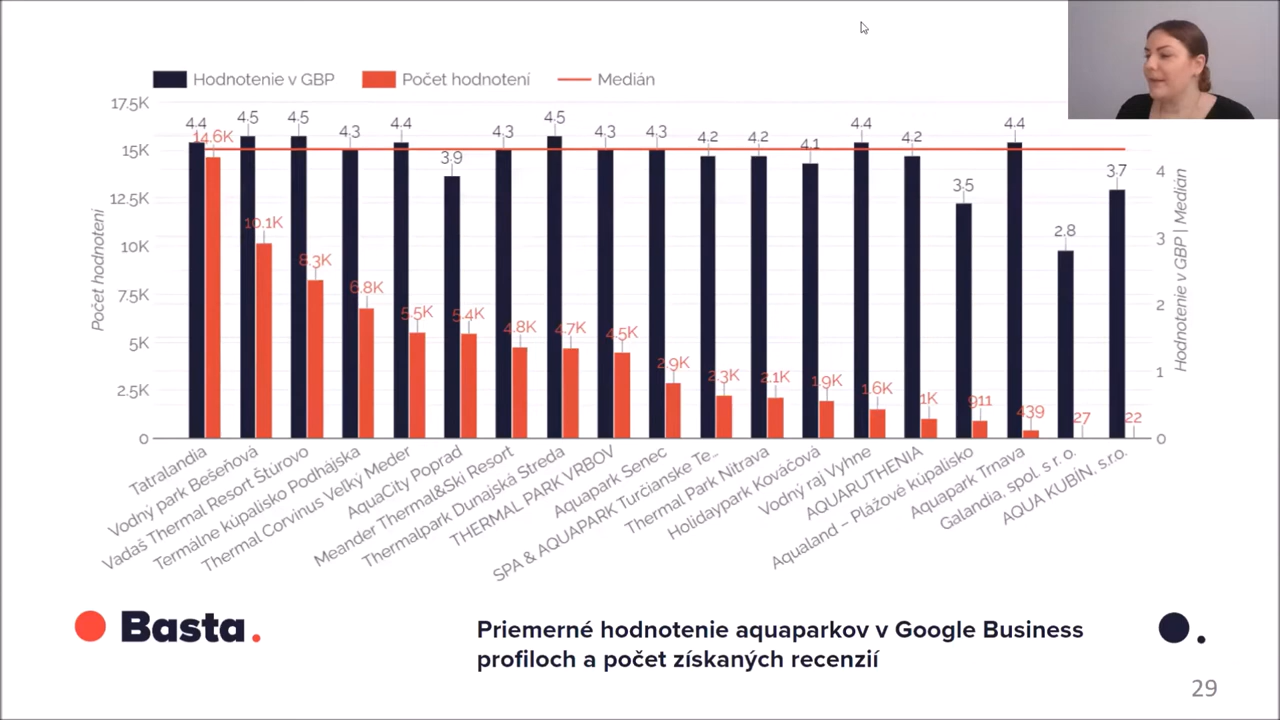 Hodnotenie v GBP Počet hodnotení Medián
17.5K
15K
12.5K
10K
7.5K
5K
2.5K
0
Počet hodnotení
4.4 4.5 4.5 4.3 4.4 3.9 4.3 4.5 4.3 4.3 4.2 4.2 4.1 4.4 4.2 3.5 4.4 2.8 3.7
14.6K 10.1K 8.3K 6.8K 5.5K 5.4K 4.8K 4.7K 4.5K 2.9K 2.3K 2.1K 1.9K 1.6K 1K 911 439 27 22
4
3
2
1
0
Hodnotenie v GBP | Medián
Tatralandia
Vodný park Bešeňová
Vadaš Thermal Resort Štúrovo
Termálne kúpalisko Podhájska
Thermal Corvinus Veľký Meder
AquaCity Poprad
Meander Thermal&Ski Resort
Thermalpark Dunajská Streda
THERMAL PARK VRBOV
Aquapark Senec
SPA & AQUAPARK Turčianske Te...
Thermal Park Nitrava
Holidaypark Kováčová
Vodný raj Vyhne
AQUARUTHENIA
Aqualand – Plážové kúpalisko
Aquapark Trnava
Galandia, spol. s r. o.
AQUA KUBÍN, s.r.o.
Basta.
Priemerné hodnotenie aquaparkov v Google Business
profiloch a počet získaných recenzií
29